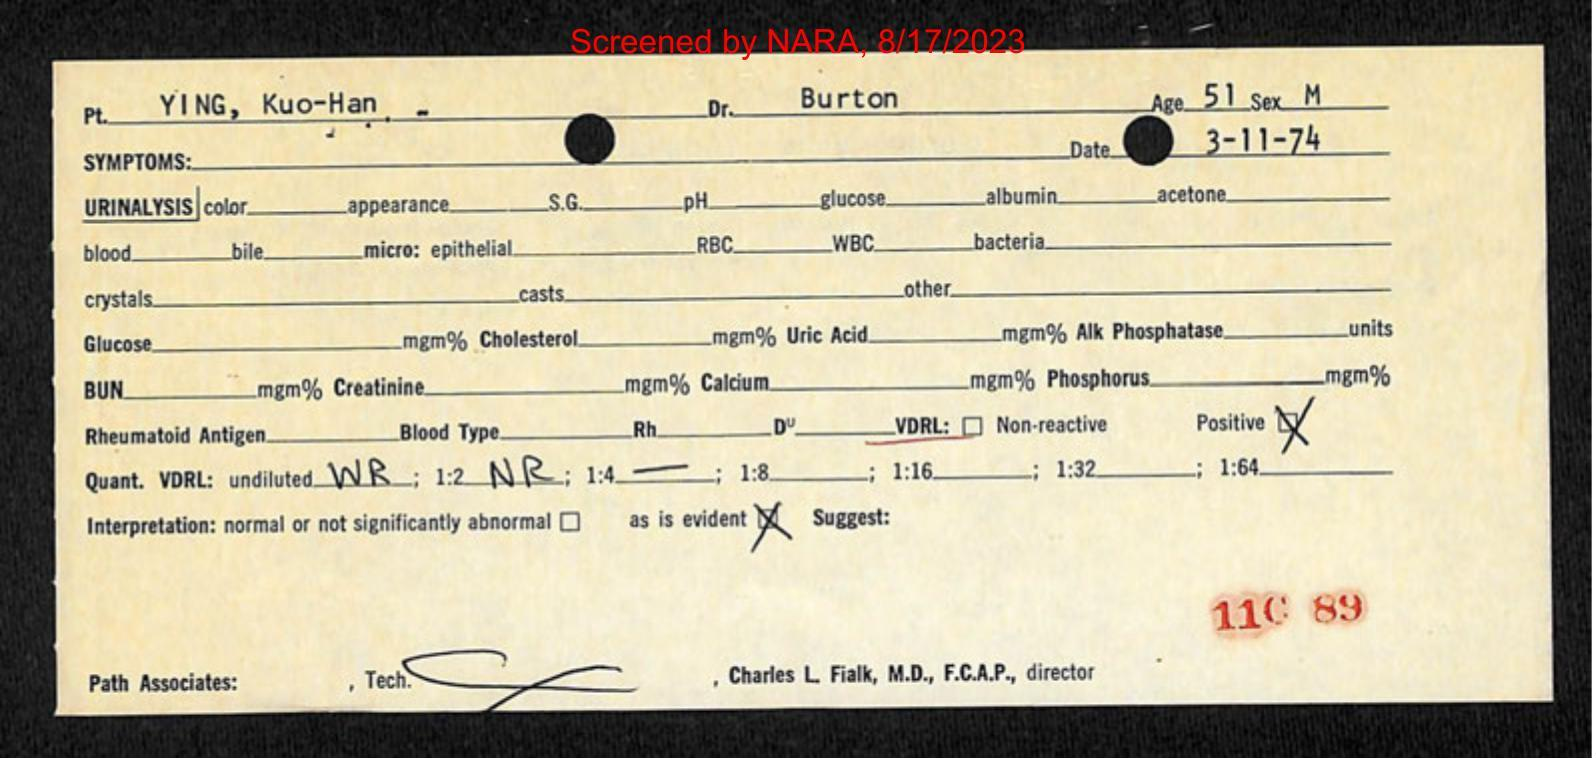 Screened by NARA, 8/17/2023
Pt. YING, Kuo-Han - Dr. Burton Age 51 Sex M
SYMPTOMS: Date 3-11-74
URINALYSIS color appearance S.G. pH glucose albumin acetone
blood bile micro: epithelial RBC WBC bacteria
crystals casts other
Glucose mgm% Cholesterol mgm% Uric Acid mgm% Alk Phosphatase units
BUN mgm% Creatinine mgm% Calcium mgm% Phosphorus mgm%
Rheumatoid Antigen Blood Type Rh Dᵁ VDRL: ☐ Non-reactive Positive ☒
Quant. VDRL: undiluted WR ; 1:2 NR ; 1:4 — ; 1:8 ; 1:16 ; 1:32 ; 1:64
Interpretation: normal or not significantly abnormal ☐ as is evident ☒ Suggest:
11C 89
Path Associates: , Tech. , Charles L. Fialk, M.D., F.C.A.P., director